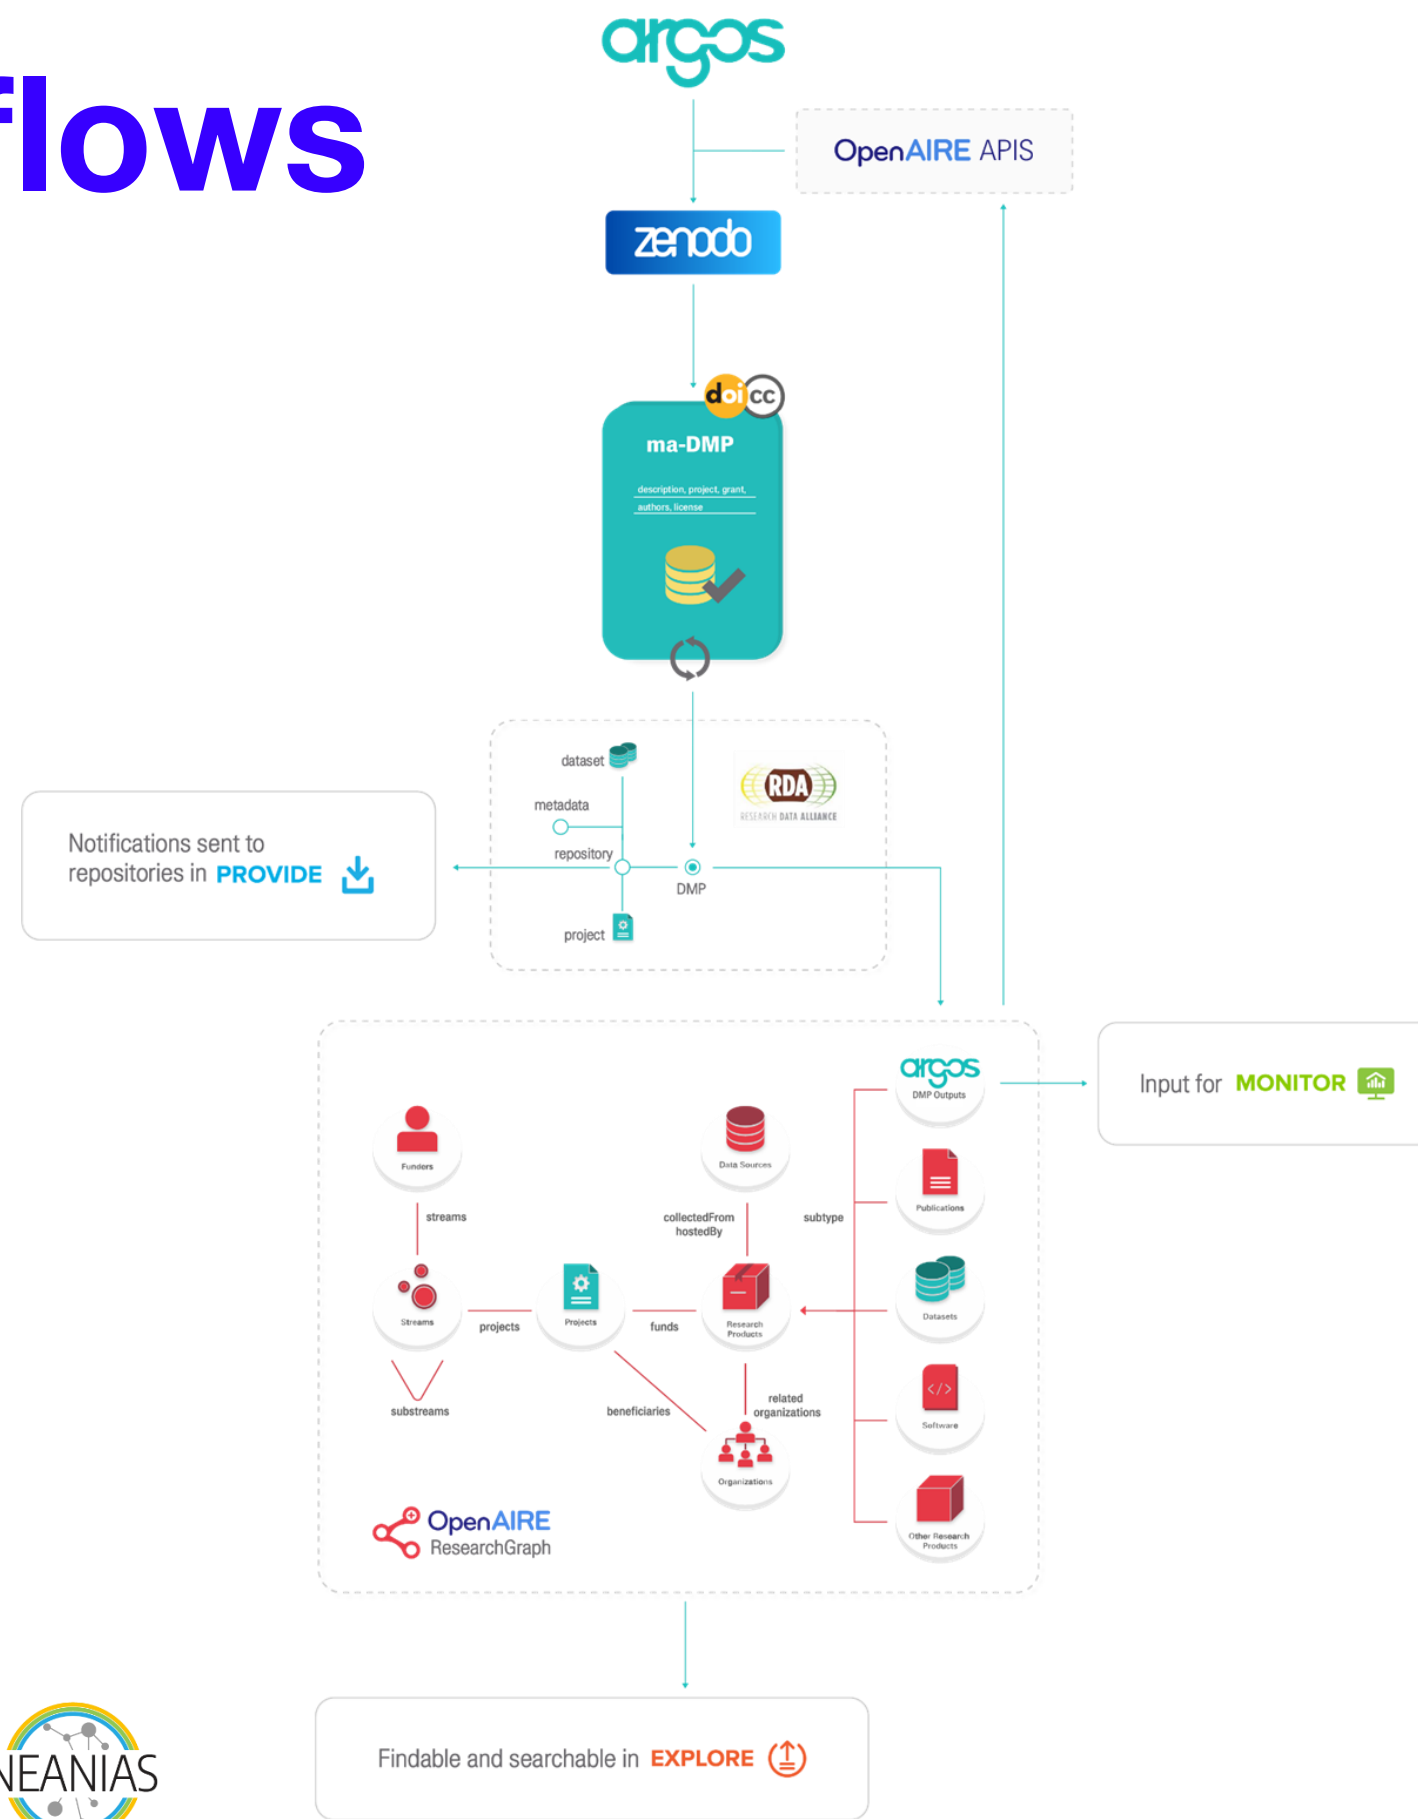 argos
flows
OpenAIRE APIS
zenodo
doi cc
ma-DMP
description, project, grant,
authors, license
dataset
RDA
RESEARCH DATA ALLIANCE
metadata
repository
DMP
project
Notifications sent to
repositories in PROVIDE
argos
DMP Outputs
Input for MONITOR
Funders
Data Sources
Publications
streams
collectedFrom
hostedBy
subtype
Streams
projects
Projects
funds
Research
Products
Datasets
substreams
beneficiaries
related
organizations
Software
Organizations
OpenAIRE
ResearchGraph
Other Research
Products
Findable and searchable in EXPLORE
NEANIAS